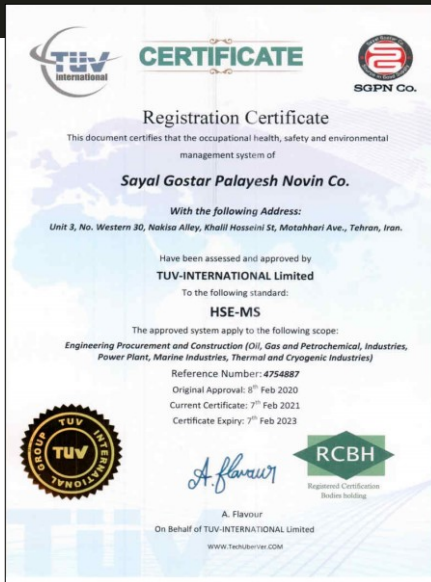 TÜV
international
CERTIFICATE
SGPN Co.
Registration Certificate
This document certifies that the occupational health, safety and environmental
management system of
Sayal Gostar Palayesh Novin Co.
With the following Address:
Unit 3, No. Western 30, Nakisa Alley, Khalil Hosseini St, Motahhari Ave., Tehran, Iran.
Have been assessed and approved by
TUV-INTERNATIONAL Limited
To the following standard:
HSE-MS
The approved system apply to the following scope:
Engineering Procurement and Construction (Oil, Gas and Petrochemical, Industries,
Power Plant, Marine Industries, Thermal and Cryogenic Industries)
Reference Number: 4754887
Original Approval: 8th Feb 2020
Current Certificate: 7th Feb 2021
Certificate Expiry: 7th Feb 2023
TUV INTERNATIONAL GROUP
TUV
A. flavour
RCBH
Registered Certification
Bodies holding
A. Flavour
On Behalf of TUV-INTERNATIONAL Limited